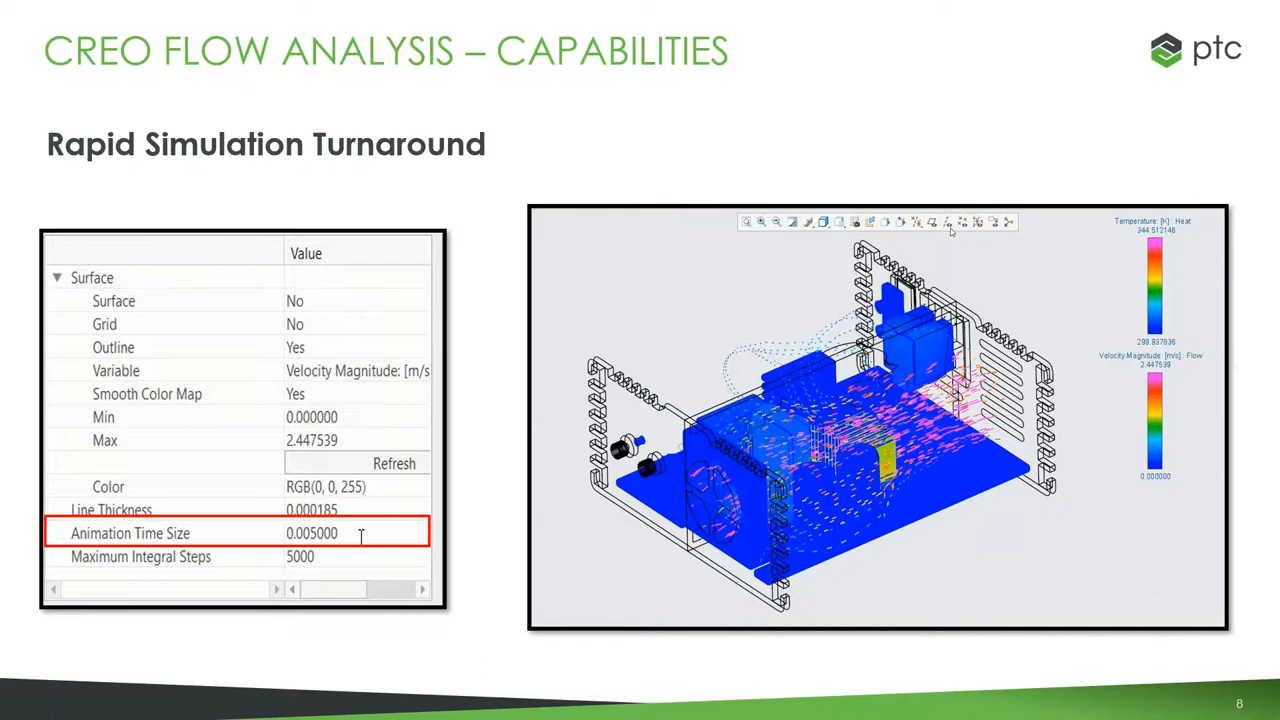 CREO FLOW ANALYSIS – CAPABILITIES
ptc
Rapid Simulation Turnaround
Value
Surface
Surface No
Grid No
Outline Yes
Variable Velocity Magnitude: [m/s
Smooth Color Map Yes
Min 0.000000
Max 2.447539
Refresh
Color RGB(0, 0, 255)
Line Thickness 0.000185
Animation Time Size 0.005000
Maximum Integral Steps 5000
Temperature: [K] : Heat
344.512146
299.837836
Velocity Magnitude: [m/s] : Flow
2.447539
0.000000
8